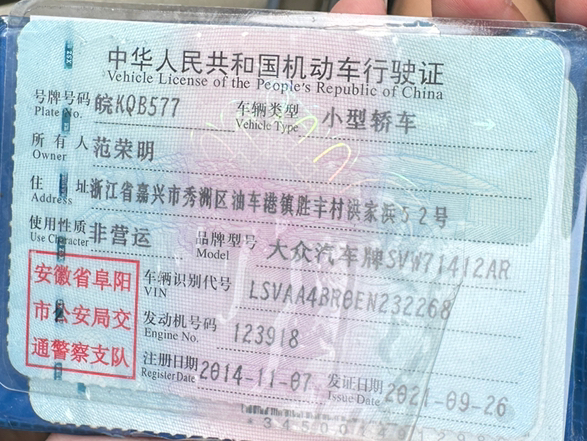 中华人民共和国机动车行驶证
Vehicle License of the People's Republic of China
号牌号码 皖KQB577 车辆类型 小型轿车
Plate No. Vehicle Type
所有人 范荣明
Owner
住址 浙江省嘉兴市秀洲区油车港镇胜丰村洪家浜52号
Address
使用性质 非营运 品牌型号 大众汽车牌SVW71412AR
Use Character Model
安徽省阜阳
市公安局交
通警察支队
车辆识别代号 LSVAA4BR0EN232268
VIN
发动机号码 123918
Engine No.
注册日期 2014-11-07 发证日期 2021-09-26
Register Date Issue Date